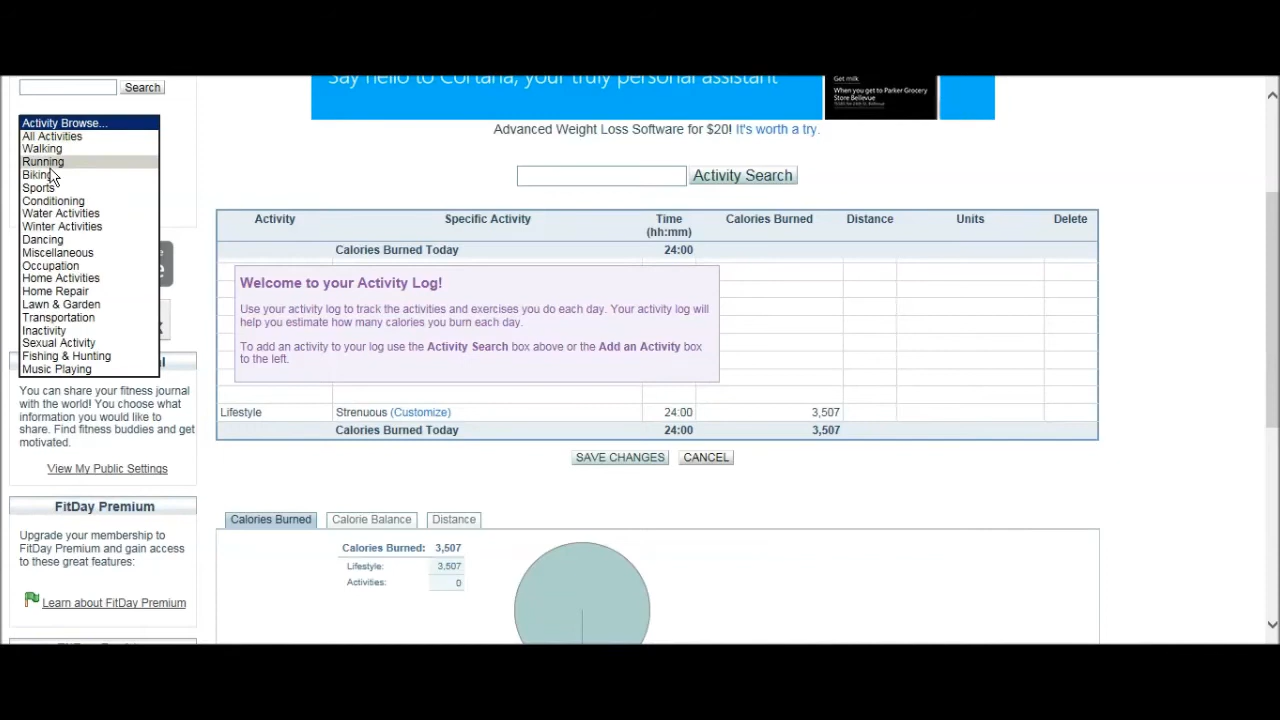 Say hello to Cortana, your truly personal assistant
Get milk
When you get to Parker Grocery
Store Bellevue
Search
Advanced Weight Loss Software for $20! It's worth a try.
Activity Browse...
All Activities
Walking
Running
Biking
Sports
Conditioning
Water Activities
Winter Activities
Dancing
Miscellaneous
Occupation
Home Activities
Home Repair
Lawn & Garden
Transportation
Inactivity
Sexual Activity
Fishing & Hunting
Music Playing
Activity Search
Activity Specific Activity Time Calories Burned Distance Units Delete
(hh:mm)
Calories Burned Today 24:00
Welcome to your Activity Log!
Use your activity log to track the activities and exercises you do each day. Your activity log will
help you estimate how many calories you burn each day.
To add an activity to your log use the Activity Search box above or the Add an Activity box
to the left.
Lifestyle Strenuous (Customize) 24:00 3,507
Calories Burned Today 24:00 3,507
SAVE CHANGES CANCEL
You can share your fitness journal
with the world! You choose what
information you would like to
share. Find fitness buddies and get
motivated.
View My Public Settings
FitDay Premium
Upgrade your membership to
FitDay Premium and gain access
to these great features:
Learn about FitDay Premium
Calories Burned Calorie Balance Distance
Calories Burned: 3,507
Lifestyle: 3,507
Activities: 0